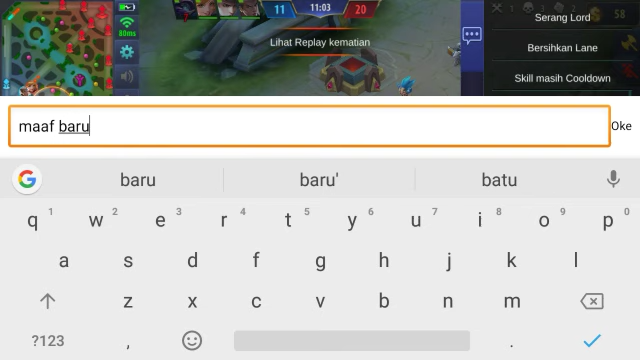 11 11:03 20
80ms
Lihat Replay kematian
Serang Lord
Bersihkan Lane
Skill masih Cooldown
maaf baru
Oke
baru baru' batu
q 1 w 2 e 3 r 4 t 5 y 6 u 7 i 8 o 9 p 0
a s d f g h j k l
z x c v b n m
?123 , .